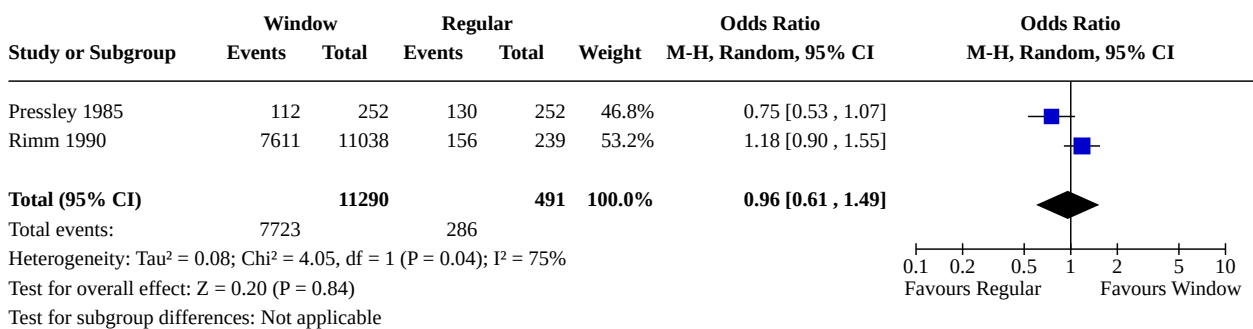 Window Regular Odds Ratio Odds Ratio
Study or Subgroup Events Total Events Total Weight M-H, Random, 95% CI M-H, Random, 95% CI
Pressley 1985 112 252 130 252 46.8% 0.75 [0.53 , 1.07]
Rimm 1990 7611 11038 156 239 53.2% 1.18 [0.90 , 1.55]
Total (95% CI) 11290 491 100.0% 0.96 [0.61 , 1.49]
Total events: 7723 286
Heterogeneity: Tau² = 0.08; Chi² = 4.05, df = 1 (P = 0.04); I² = 75%
0.1 0.2 0.5 1 2 5 10
Test for overall effect: Z = 0.20 (P = 0.84)
Favours Regular Favours Window
Test for subgroup differences: Not applicable